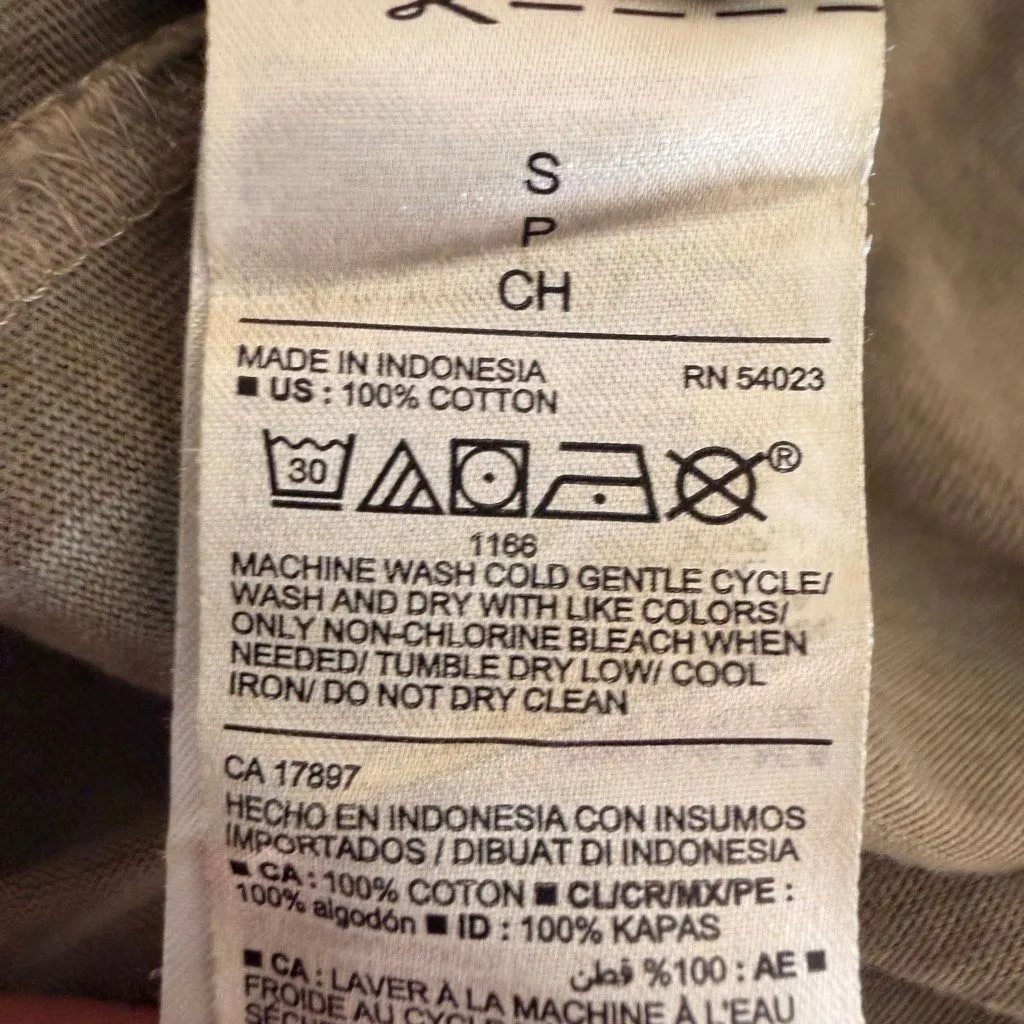 S
P
CH
MADE IN INDONESIA
RN 54023
■ US : 100% COTTON
30
®
1166
MACHINE WASH COLD GENTLE CYCLE/
WASH AND DRY WITH LIKE COLORS/
ONLY NON-CHLORINE BLEACH WHEN
NEEDED/ TUMBLE DRY LOW/ COOL
IRON/ DO NOT DRY CLEAN
CA 17897
HECHO EN INDONESIA CON INSUMOS
IMPORTADOS / DIBUAT DI INDONESIA
■ CA : 100% COTON ■ CL/CR/MX/PE :
100% algodón ■ ID : 100% KAPAS
■ AE : 100% قطن
■ CA : LAVER À LA MACHINE À L'EAU
FROIDE AU